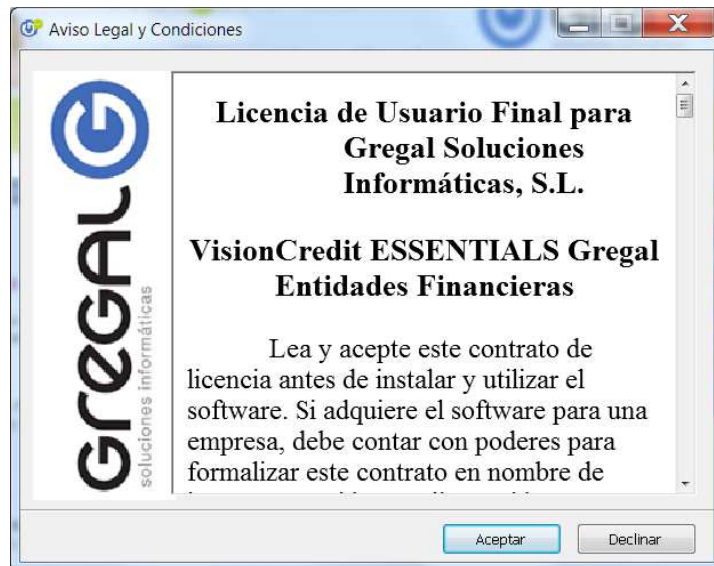 Aviso Legal y Condiciones
GreGAL
soluciones informáticas
Licencia de Usuario Final para
Gregal Soluciones
Informáticas, S.L.
VisionCredit ESSENTIALS Gregal
Entidades Financieras
Lea y acepte este contrato de
licencia antes de instalar y utilizar el
software. Si adquiere el software para una
empresa, debe contar con poderes para
formalizar este contrato en nombre de
Aceptar
Declinar